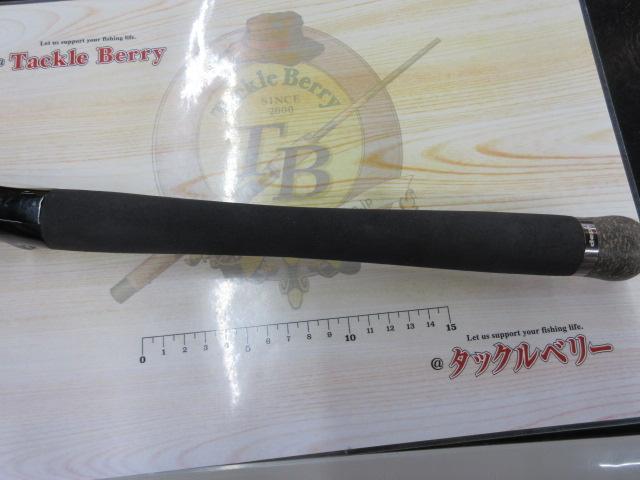 Let us support your fishing life.
@ Tackle Berry
Tackle Berry
SINCE
2000
TB
0 1 2 3 4 5 6 7 8 9 10 11 12 13 14 15
Let us support your fishing life.
@ タックルベリー